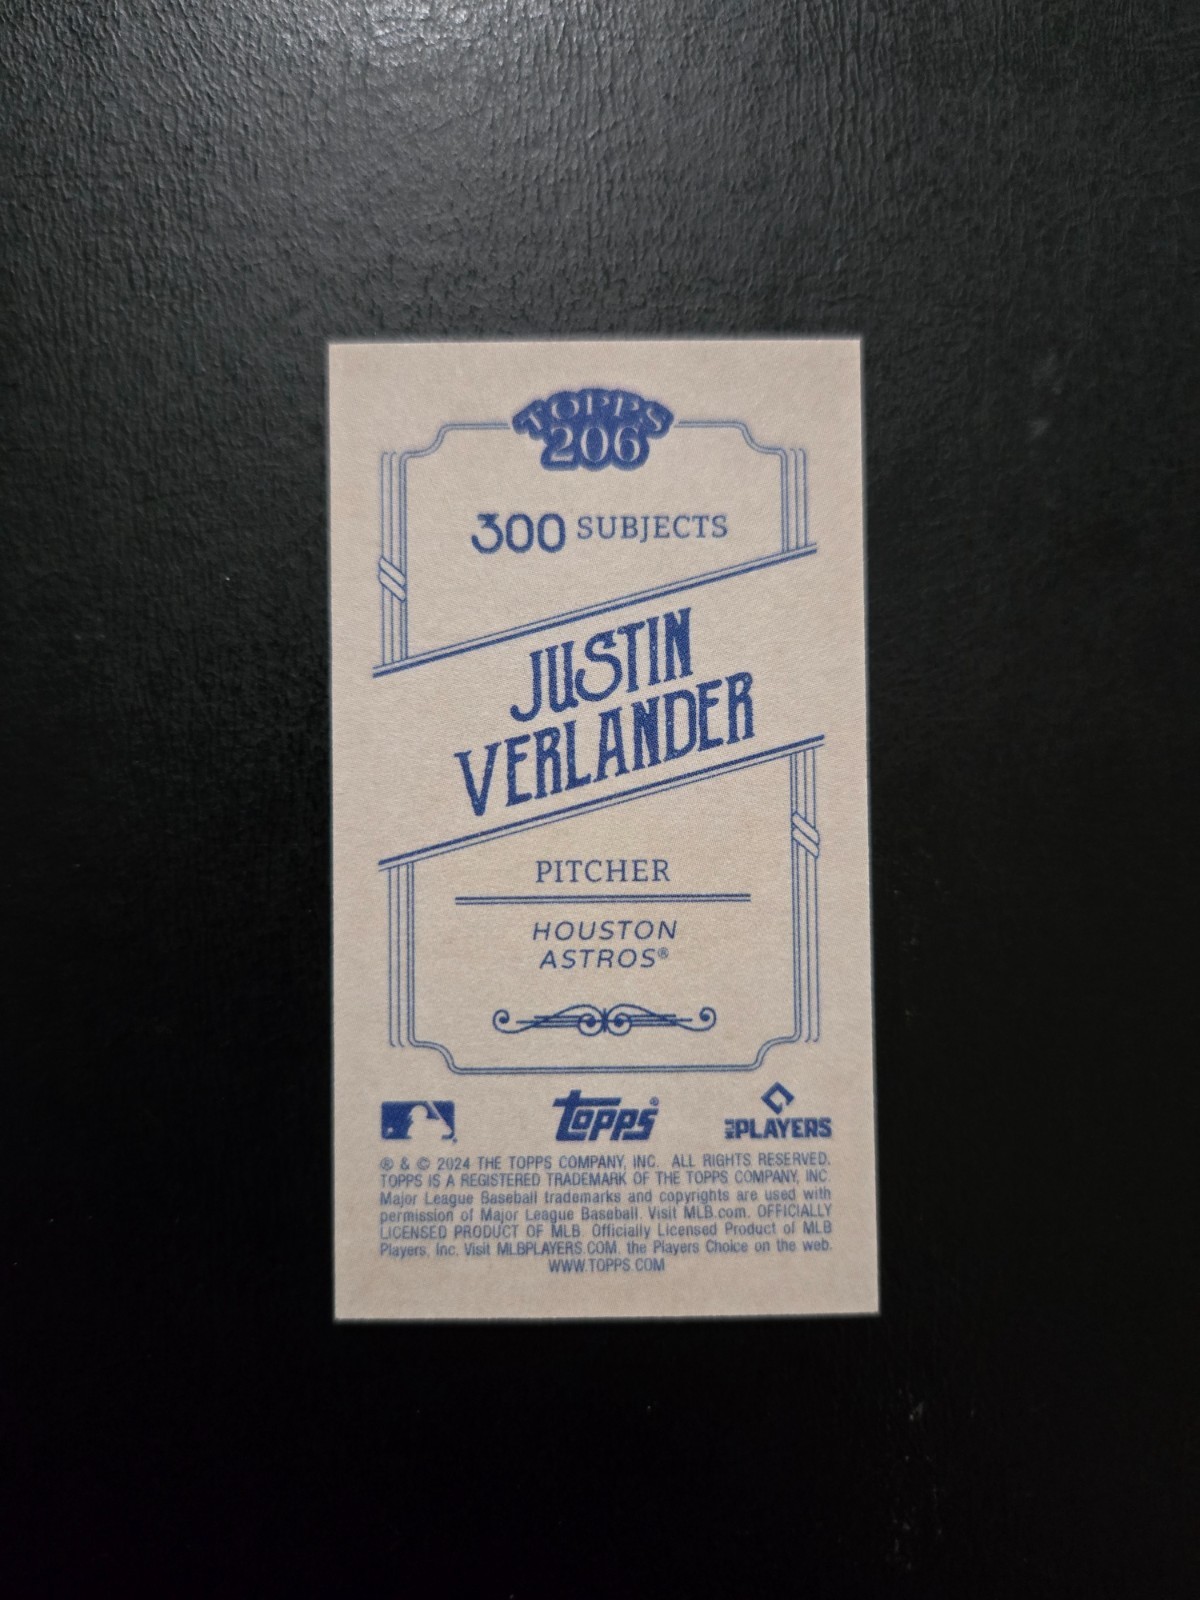 TOPPS
206
300 SUBJECTS
JUSTIN
VERLANDER
PITCHER
HOUSTON
ASTROS®
Topps®
MLB PLAYERS
® & © 2024 THE TOPPS COMPANY, INC. ALL RIGHTS RESERVED.
TOPPS IS A REGISTERED TRADEMARK OF THE TOPPS COMPANY, INC.
Major League Baseball trademarks and copyrights are used with
permission of Major League Baseball. Visit MLB.com. OFFICIALLY
LICENSED PRODUCT OF MLB. Officially Licensed Product of MLB
Players, Inc. Visit MLBPLAYERS.COM, the Players Choice on the web.
WWW.TOPPS.COM